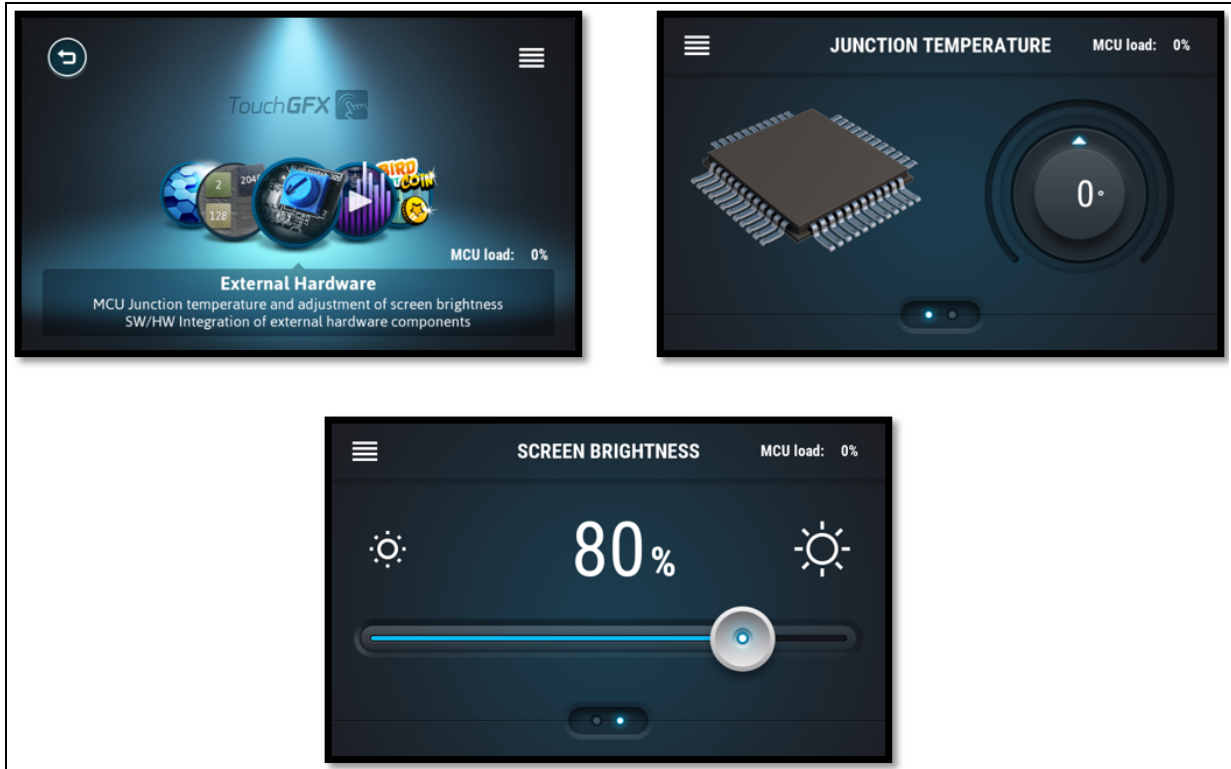 TouchGFX
2
2048
128
BIRD
COIN
MCU load: 0%
External Hardware
MCU Junction temperature and adjustment of screen brightness
SW/HW Integration of external hardware components
JUNCTION TEMPERATURE MCU load: 0%
0°
SCREEN BRIGHTNESS MCU load: 0%
80%